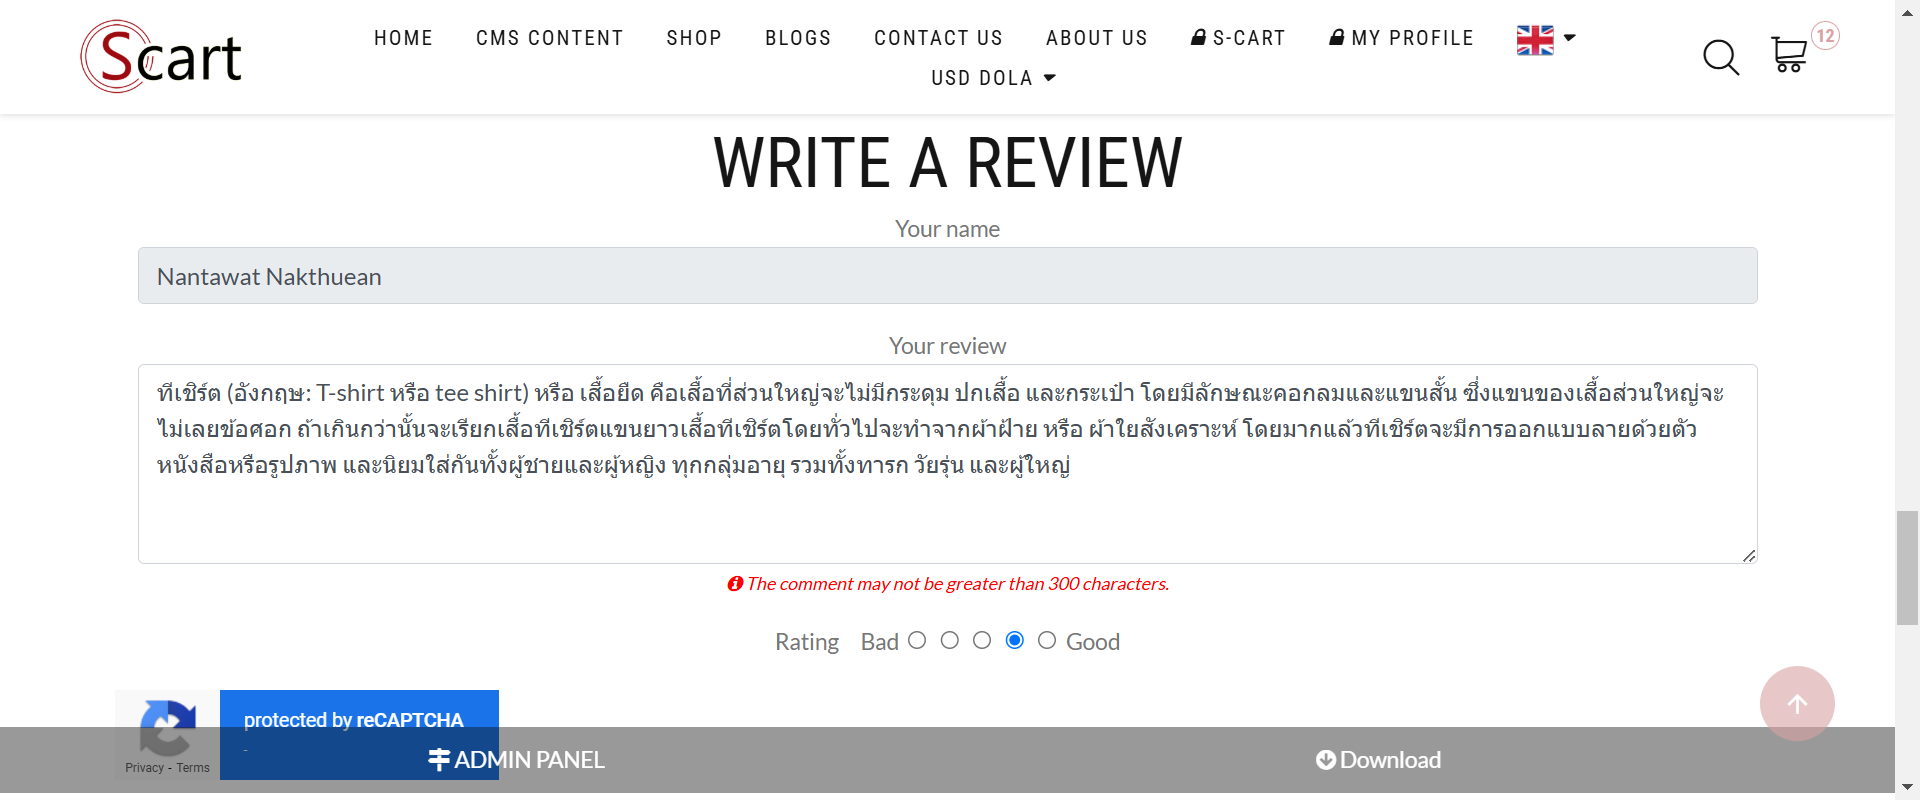 Scart
HOME CMS CONTENT SHOP BLOGS CONTACT US ABOUT US S-CART MY PROFILE
USD DOLA
12
WRITE A REVIEW
Your name
Nantawat Nakthuean
Your review
ทีเชิร์ต (อังกฤษ: T-shirt หรือ tee shirt) หรือ เสื้อยืด คือเสื้อที่ส่วนใหญ่จะไม่มีกระดุม ปกเสื้อ และกระเป๋า โดยมีลักษณะคอกลมและแขนสั้น ซึ่งแขนของเสื้อส่วนใหญ่จะ
ไม่เลยข้อศอก ถ้าเกินกว่านั้นจะเรียกเสื้อทีเชิร์ตแขนยาวเสื้อทีเชิร์ตโดยทั่วไปจะทำจากผ้าฝ้าย หรือ ผ้าใยสังเคราะห์ โดยมากแล้วทีเชิร์ตจะมีการออกแบบลายด้วยตัว
หนังสือหรือรูปภาพ และนิยมใส่กันทั้งผู้ชายและผู้หญิง ทุกกลุ่มอายุ รวมทั้งทารก วัยรุ่น และผู้ใหญ่
The comment may not be greater than 300 characters.
Rating Bad Good
protected by reCAPTCHA
-
Privacy - Terms
ADMIN PANEL Download